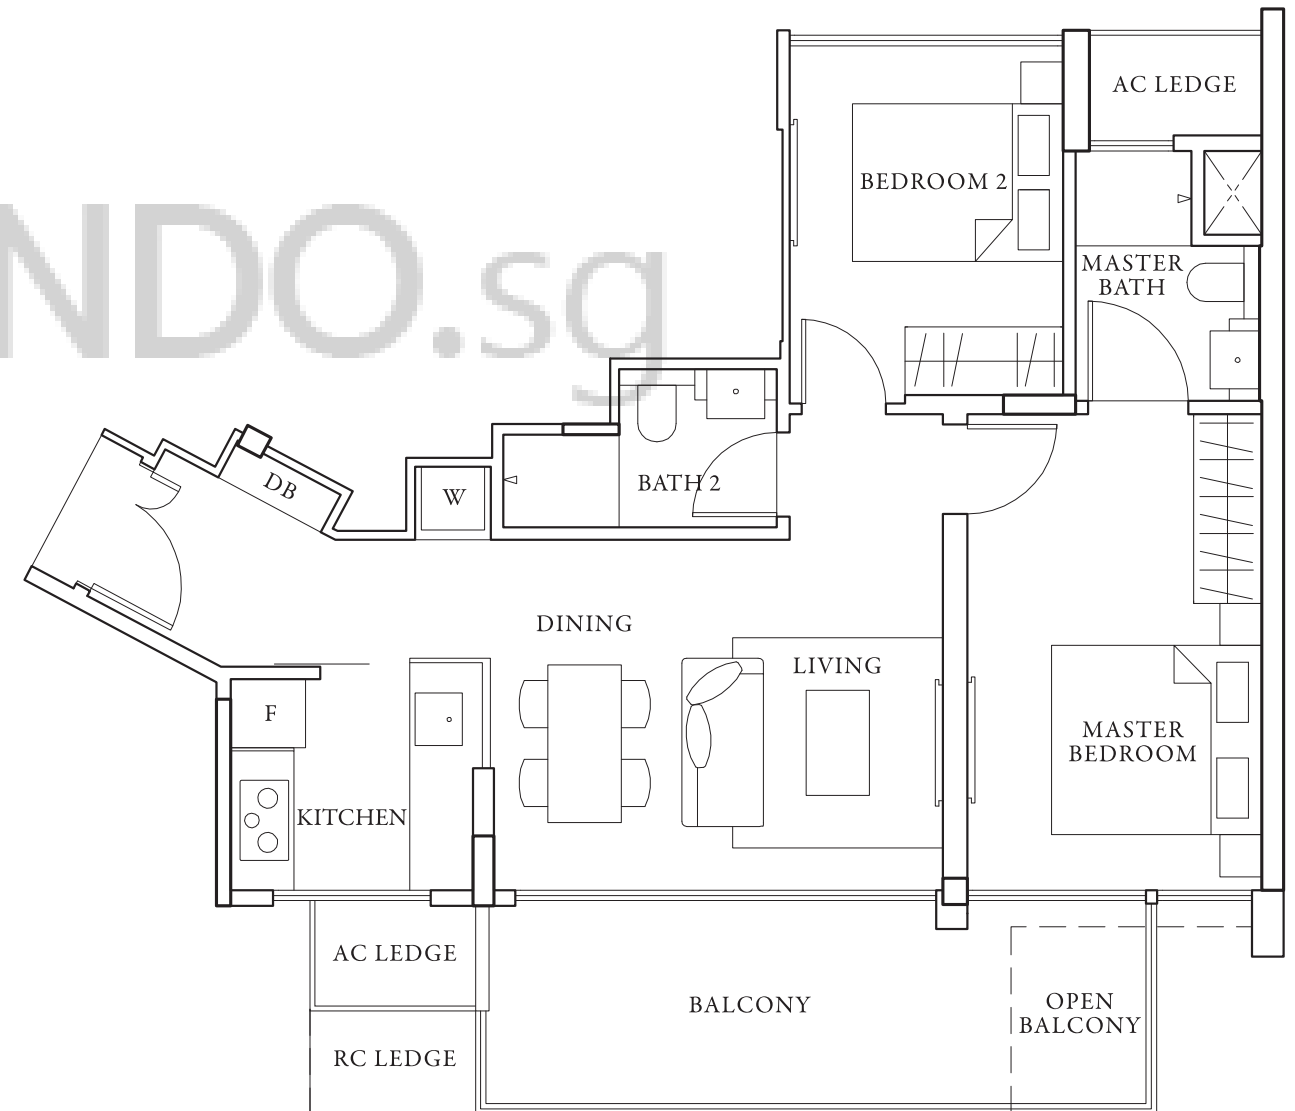 AC LEDGE
NDO.sg
BEDROOM 2
MASTER
BATH
DB
W
BATH 2
DINING
LIVING
F
MASTER
BEDROOM
KITCHEN
AC LEDGE
BALCONY
OPEN
BALCONY
RC LEDGE